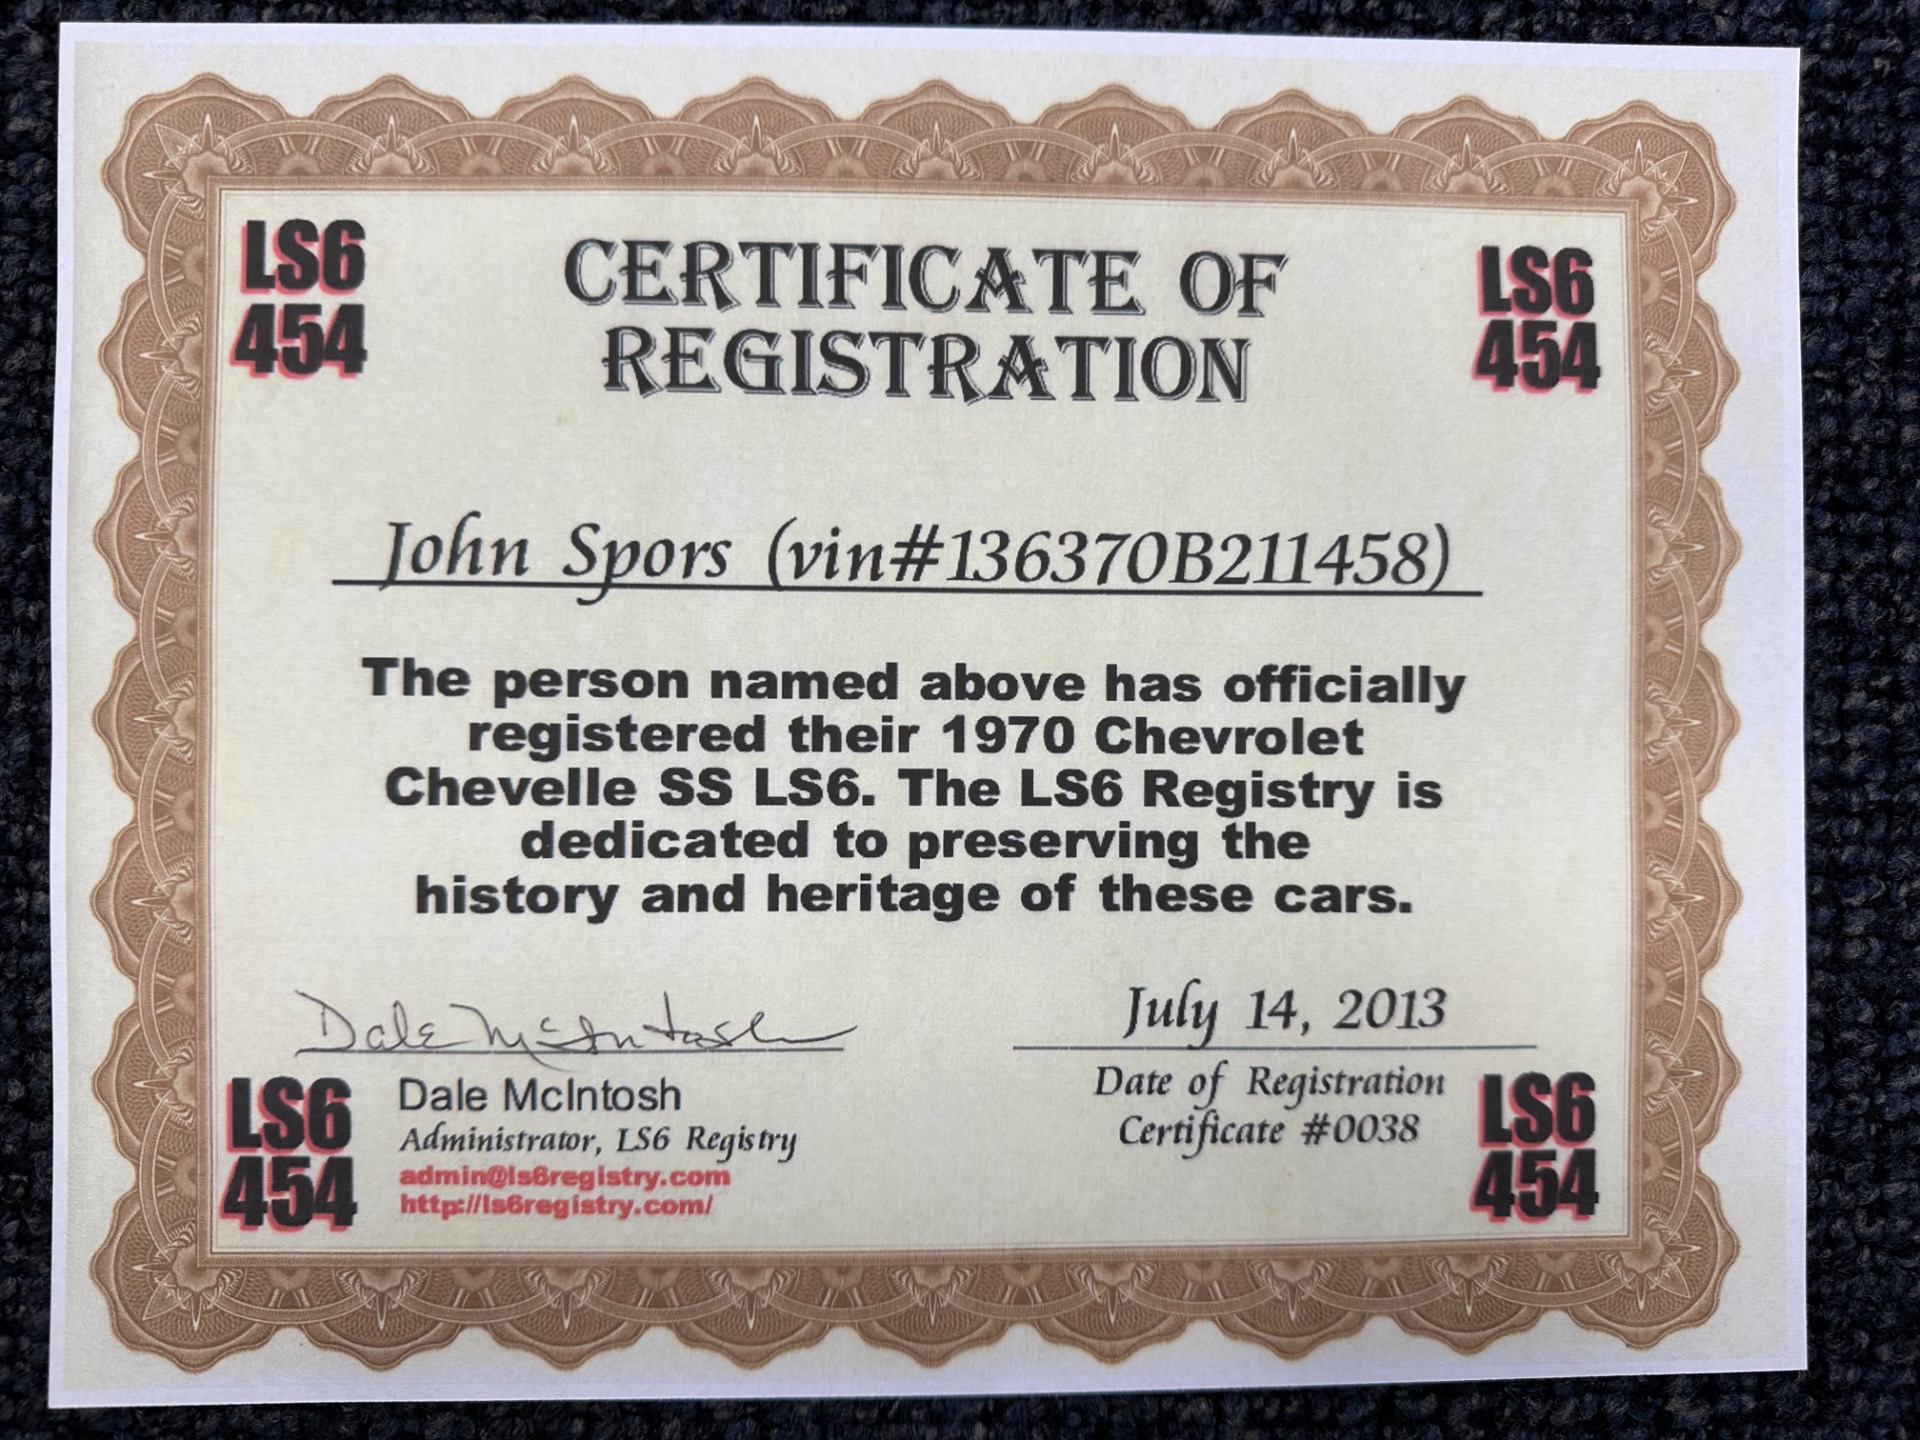 LS6
454
CERTIFICATE OF
REGISTRATION
LS6
454
John Spors (vin#136370B211458)
The person named above has officially
registered their 1970 Chevrolet
Chevelle SS LS6. The LS6 Registry is
dedicated to preserving the
history and heritage of these cars.
Dale McIntosh
July 14, 2013
LS6
454
Dale McIntosh
Administrator, LS6 Registry
admin@ls6registry.com
http://ls6registry.com/
Date of Registration
Certificate #0038
LS6
454